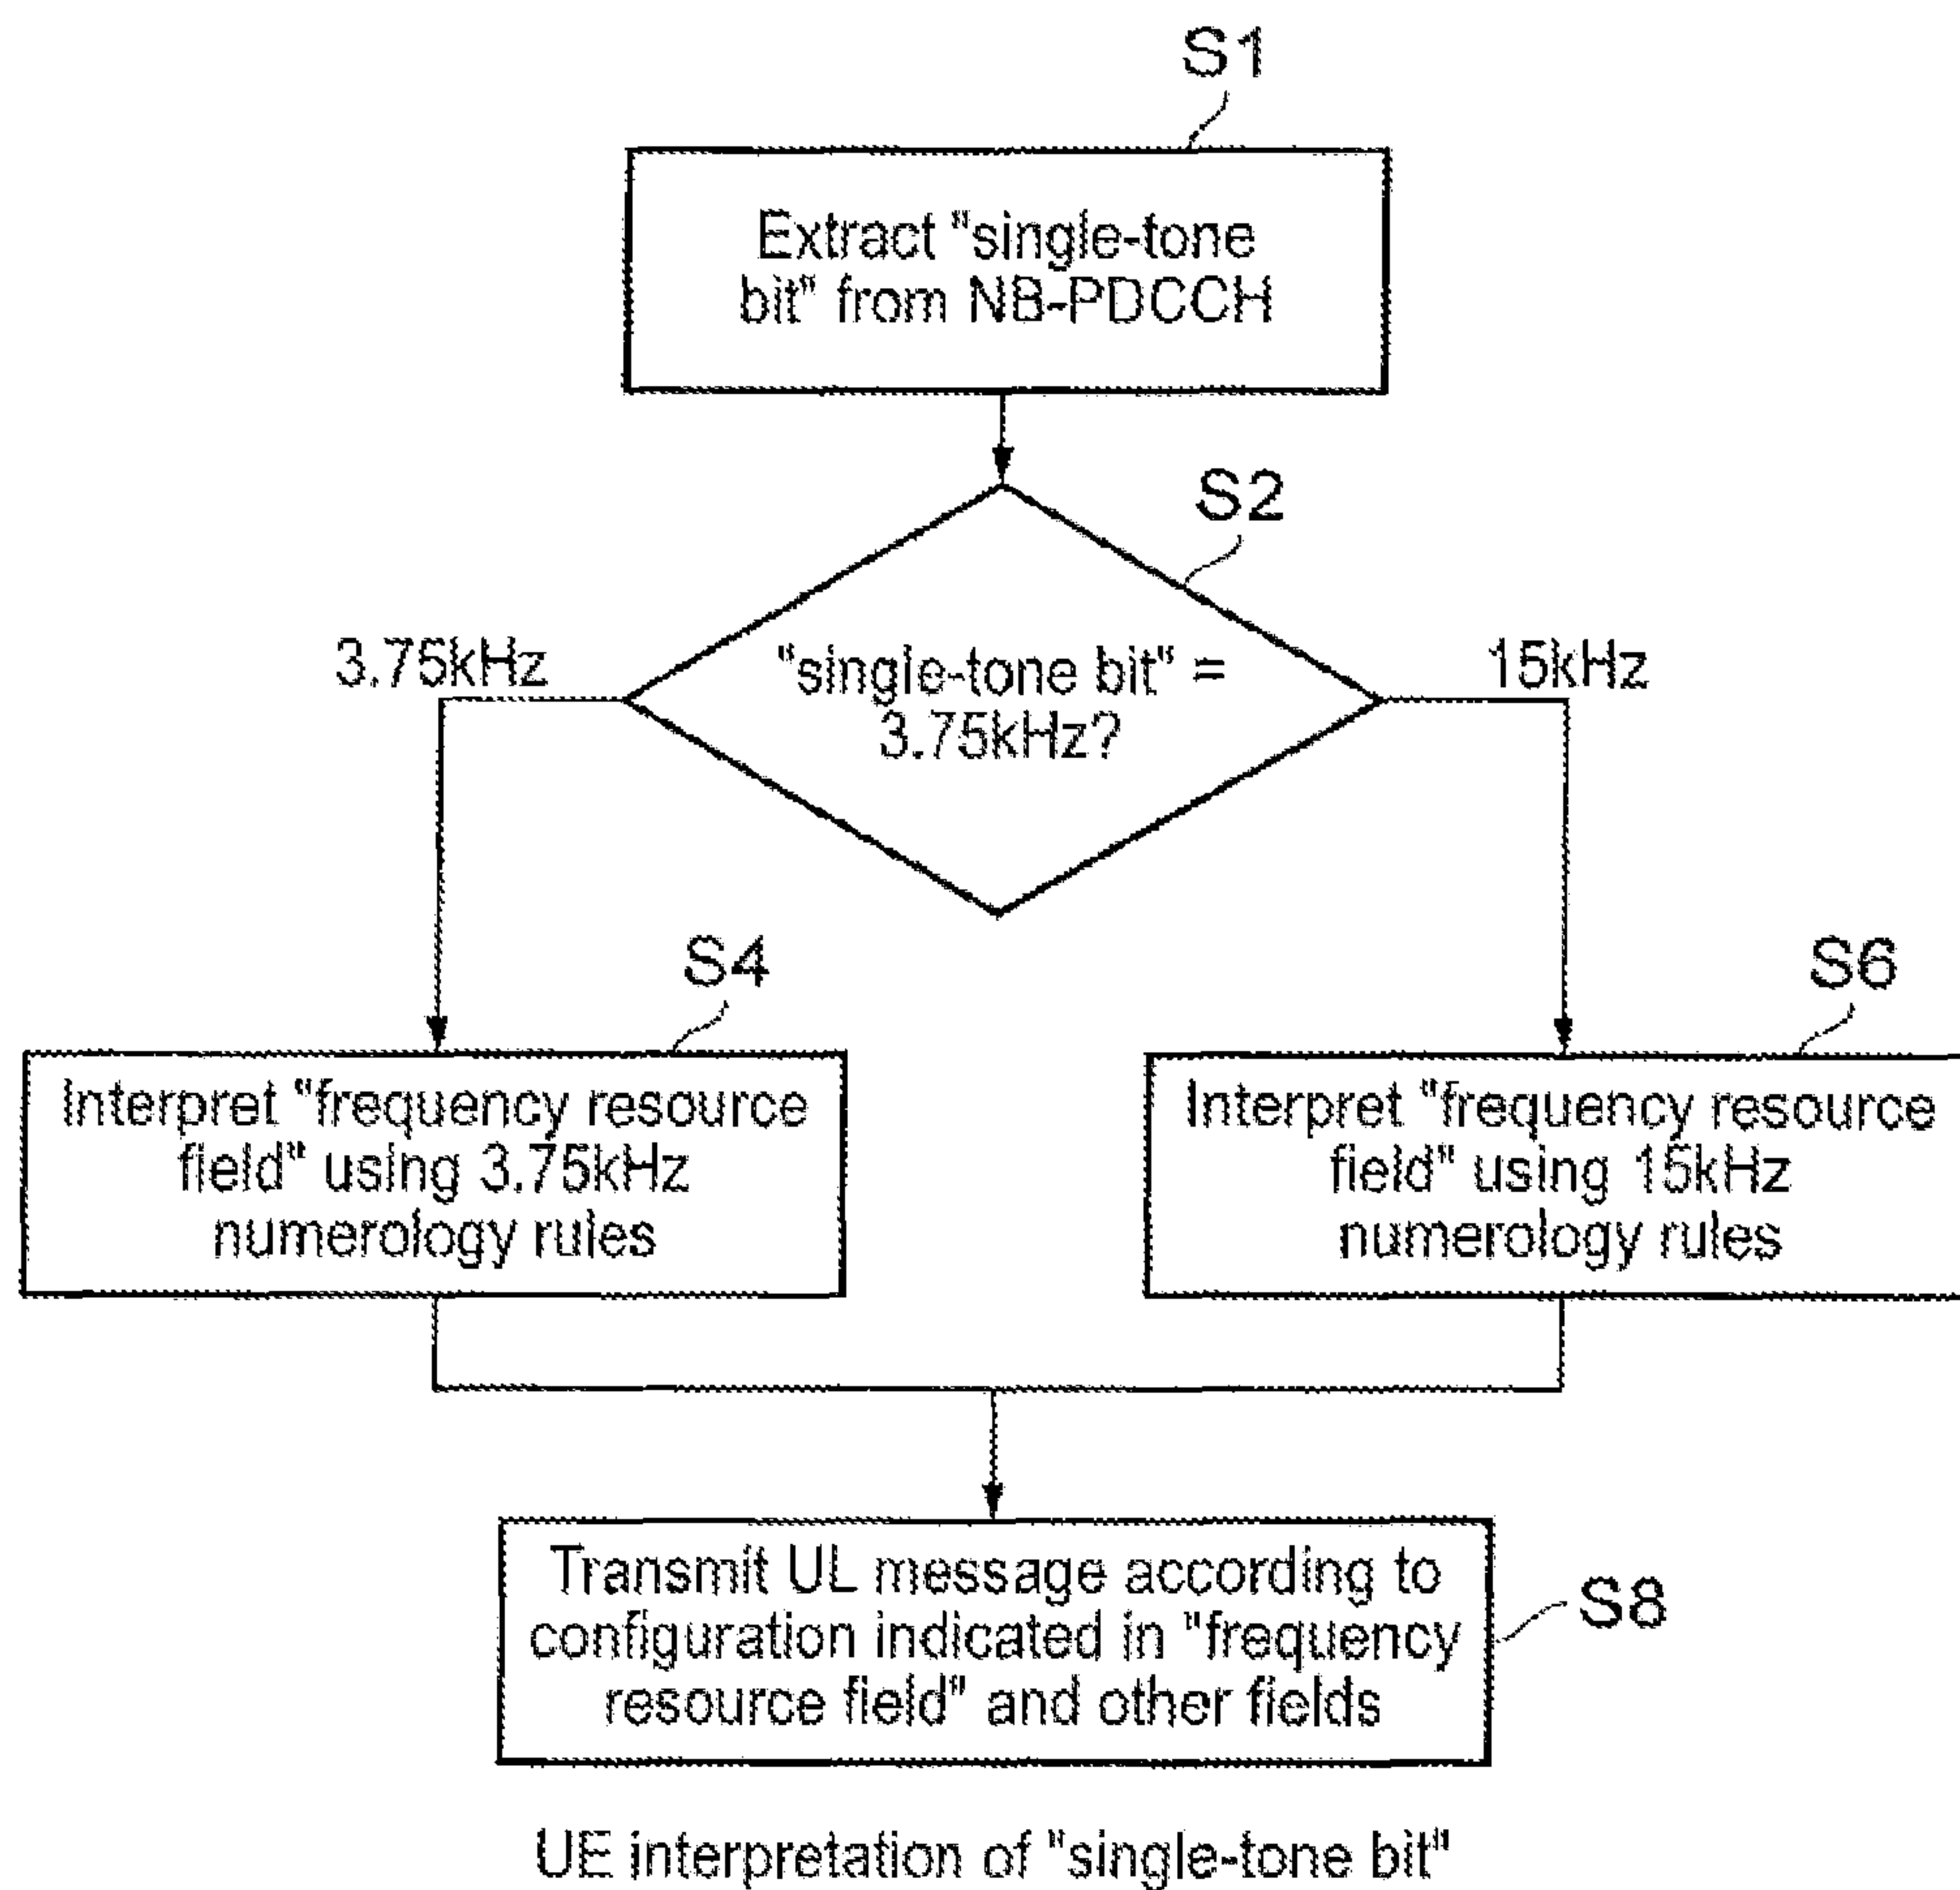 S1
Extract "single-tone
bit" from NB-PDCCH
S2
3.75kHz
"single-tone bit" =
3.75kHz?
15kHz
S4
S6
Interpret "frequency resource
field" using 3.75kHz
numerology rules
Interpret "frequency resource
field" using 15kHz
numerology rules
Transmit UL message according to
configuration indicated in "frequency
resource field" and other fields
S8
UE interpretation of "single-tone bit"